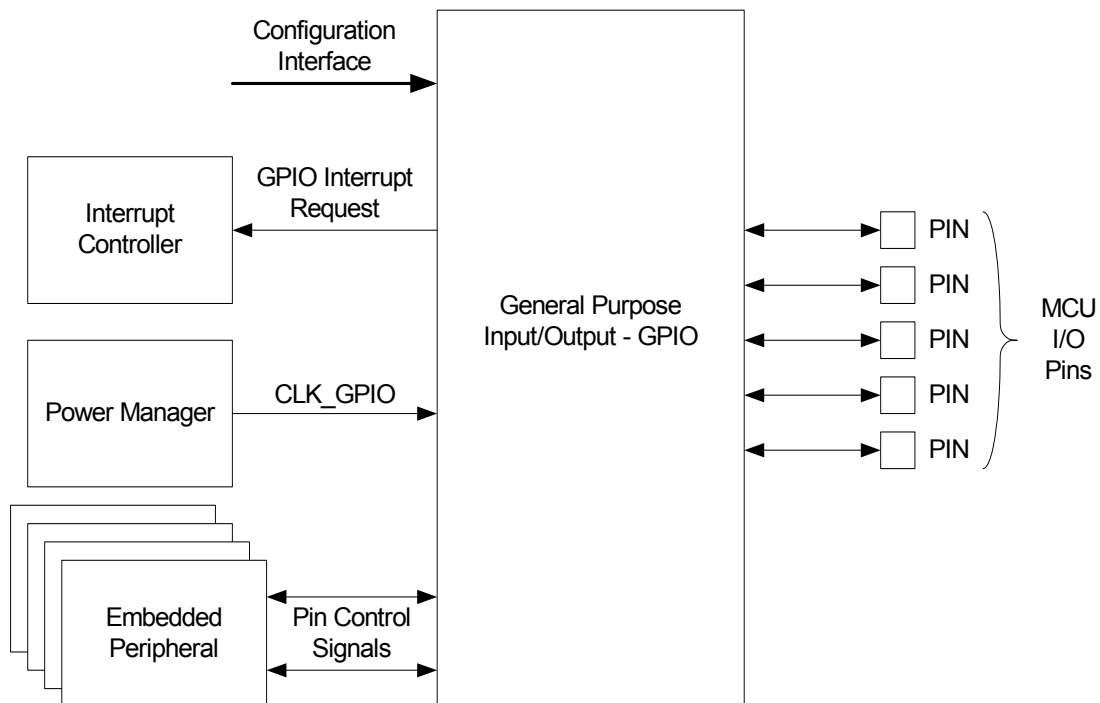 Configuration
Interface
Interrupt
Controller
GPIO Interrupt
Request
Power Manager
CLK_GPIO
Embedded
Peripheral
Pin Control
Signals
General Purpose
Input/Output - GPIO
PIN
PIN
PIN
PIN
PIN
MCU
I/O
Pins